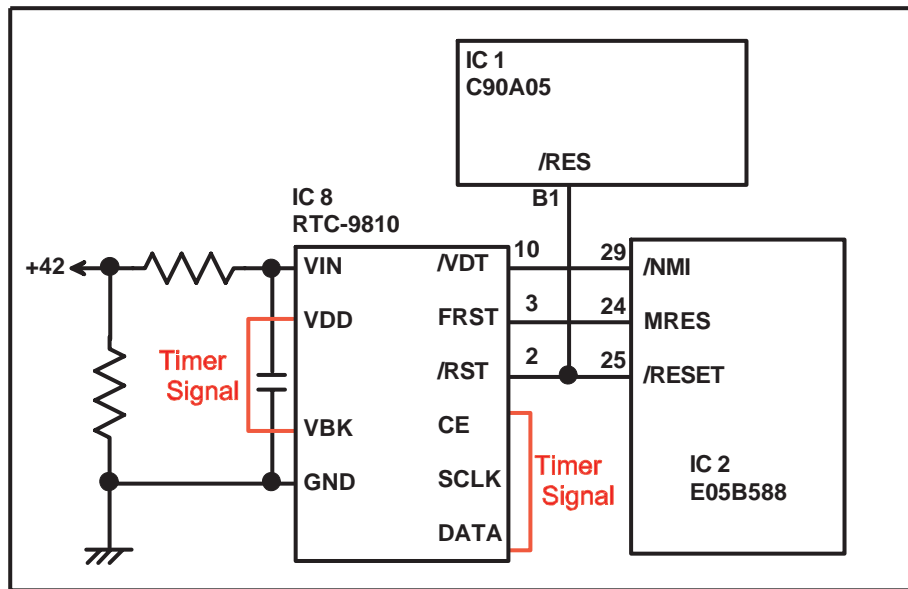 IC 1
C90A05
/RES
B1
IC 8
RTC-9810
+42
VIN
/VDT
10
29
/NMI
VDD
FRST
3
24
MRES
Timer
Signal
/RST
2
25
/RESET
VBK
CE
GND
SCLK
Timer
Signal
DATA
IC 2
E05B588